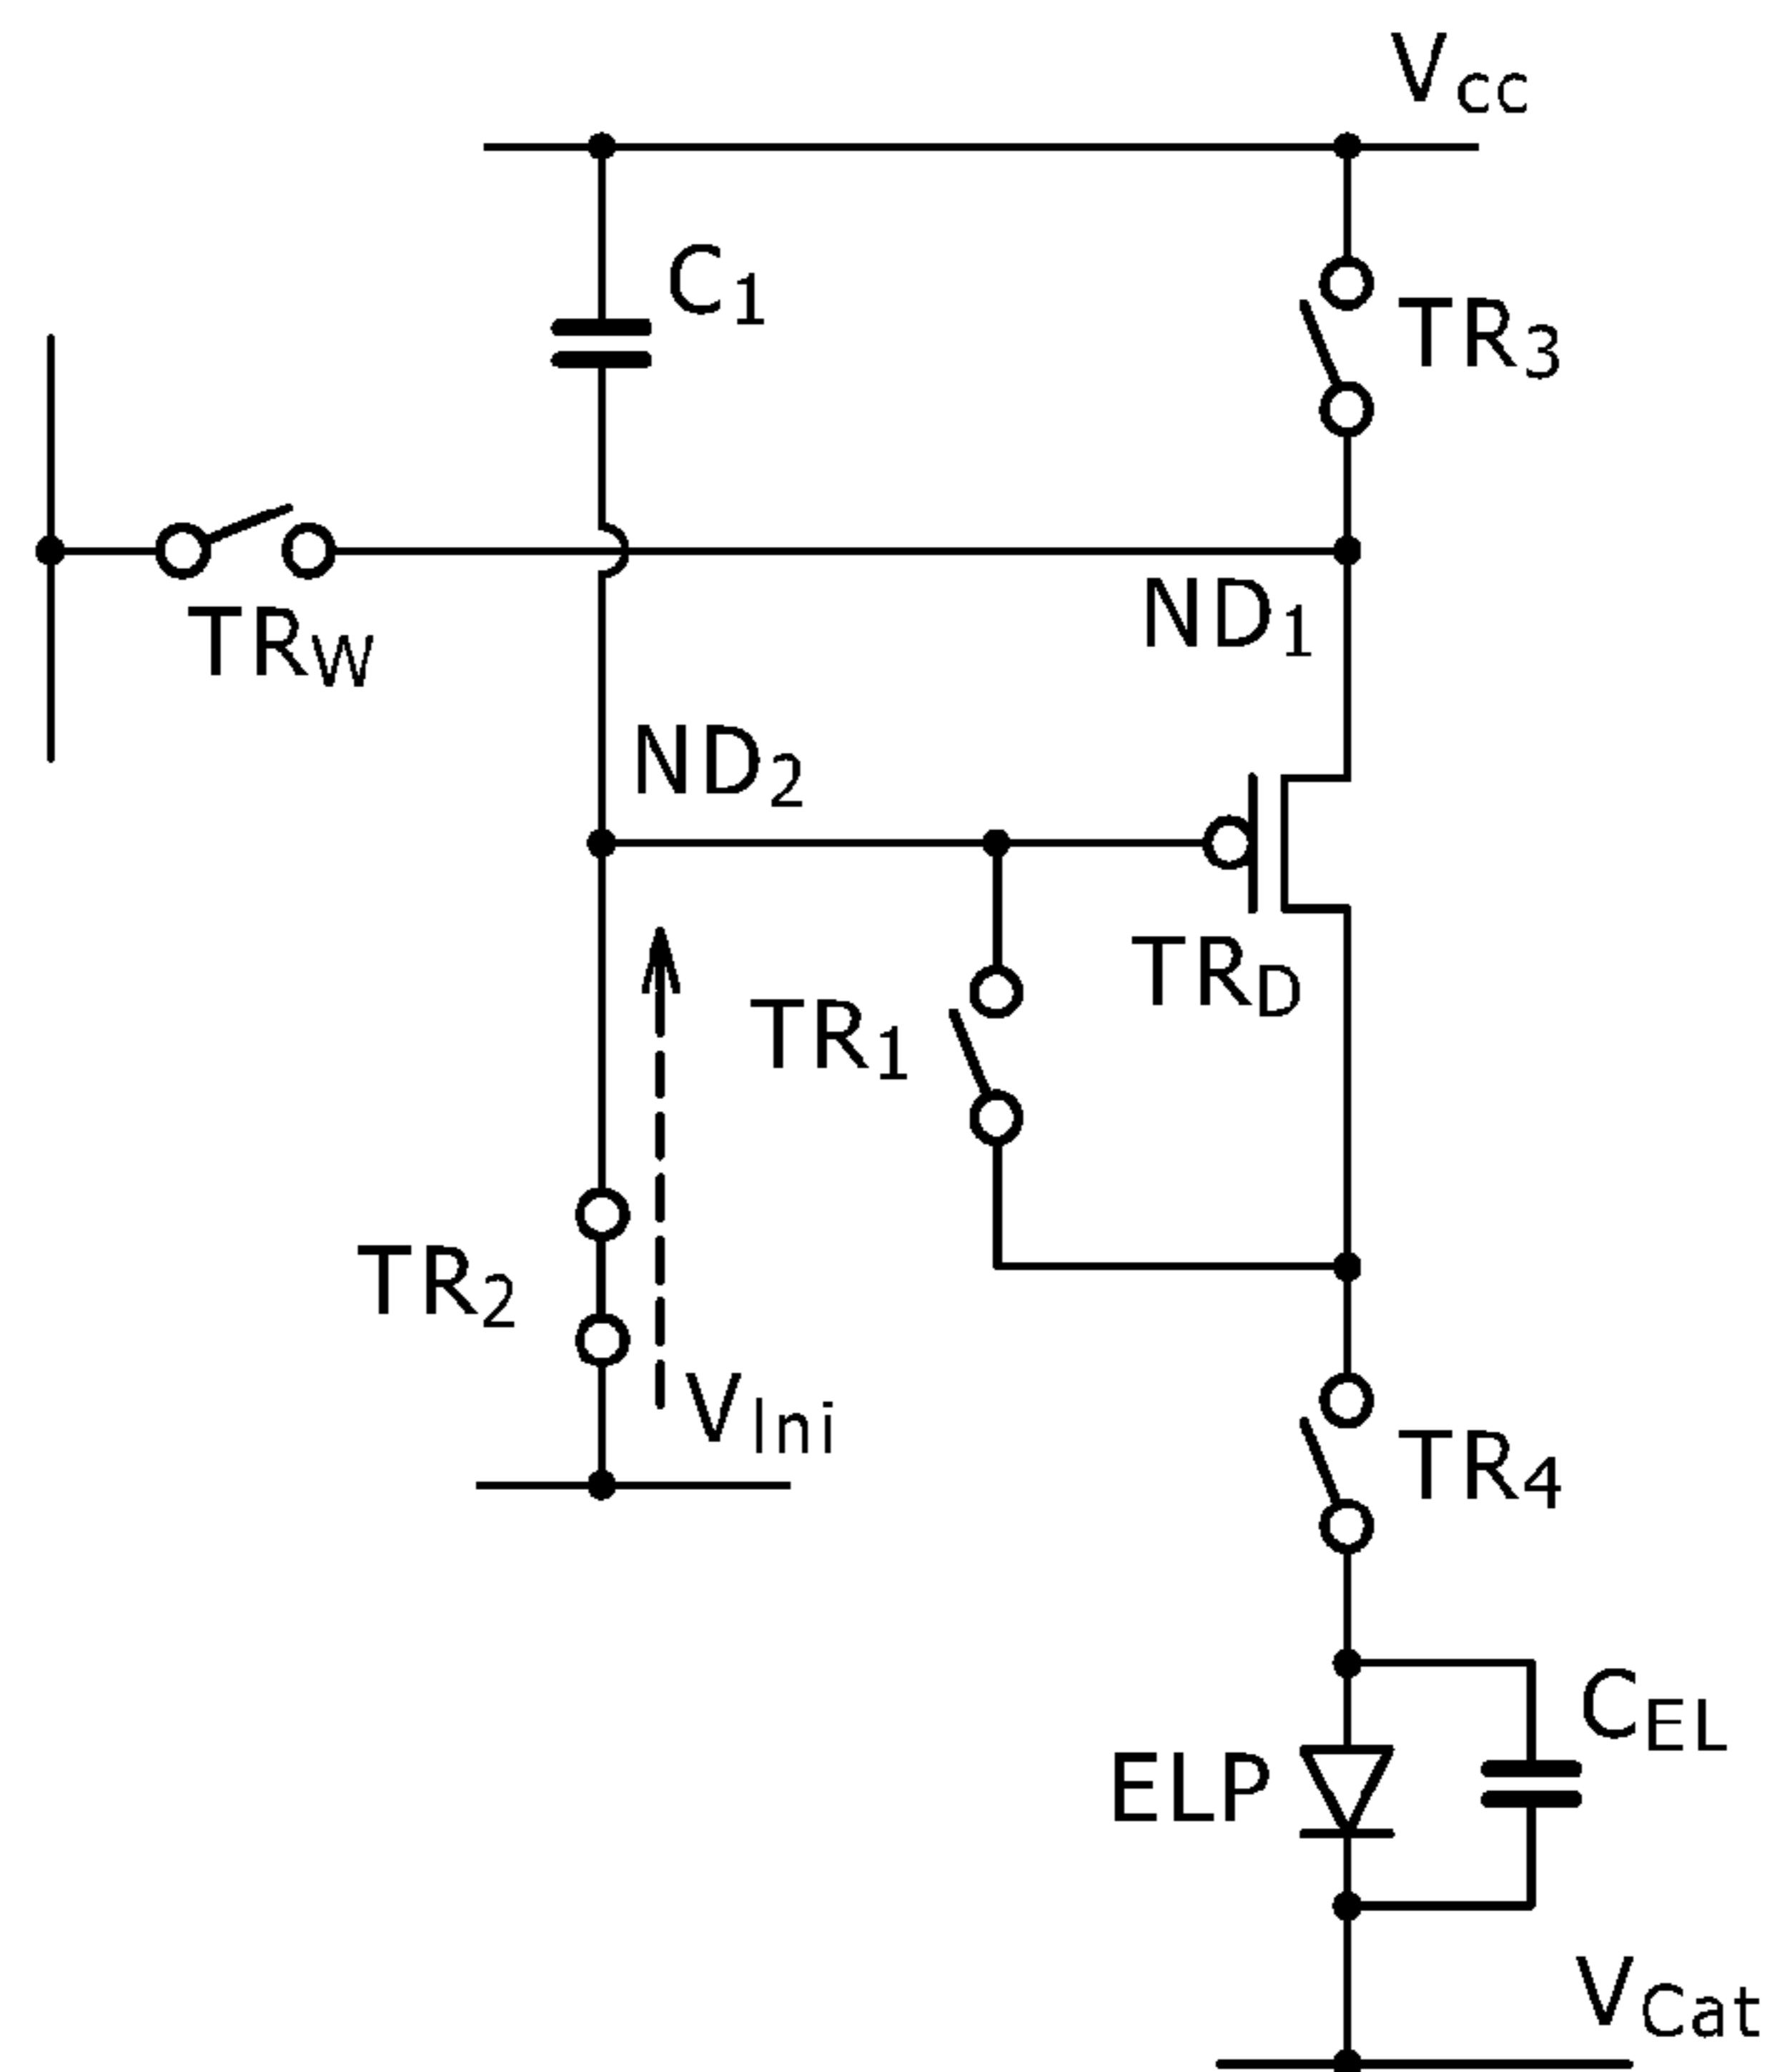 Vcc
C1
TR3
TRW
ND1
ND2
TRD
TR1
TR2
VIni
TR4
CEL
ELP
VCat